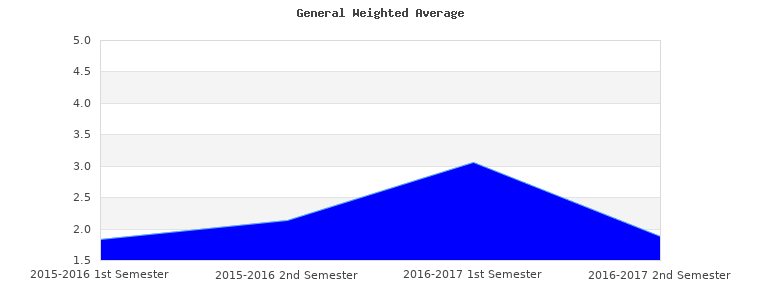 General Weighted Average
5.0
4.5
4.0
3.5
3.0
2.5
2.0
1.5
2015-2016 1st Semester
2015-2016 2nd Semester
2016-2017 1st Semester
2016-2017 2nd Semester